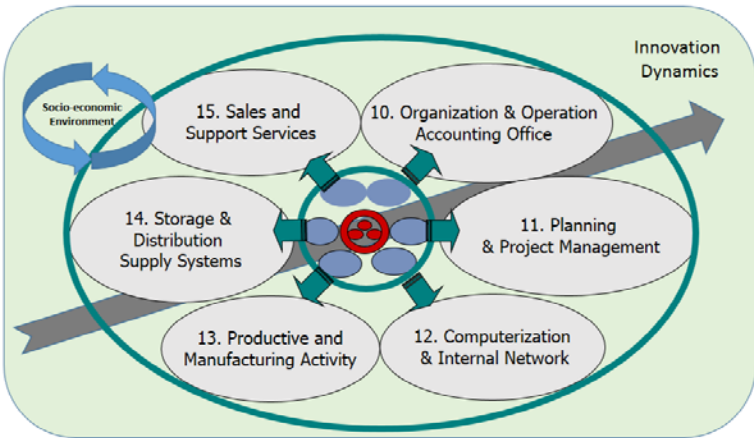 Innovation
Dynamics
Socio-economic
Environment
15. Sales and
Support Services
10. Organization & Operation
Accounting Office
14. Storage &
Distribution
Supply Systems
11. Planning
& Project Management
13. Productive and
Manufacturing Activity
12. Computerization
& Internal Network